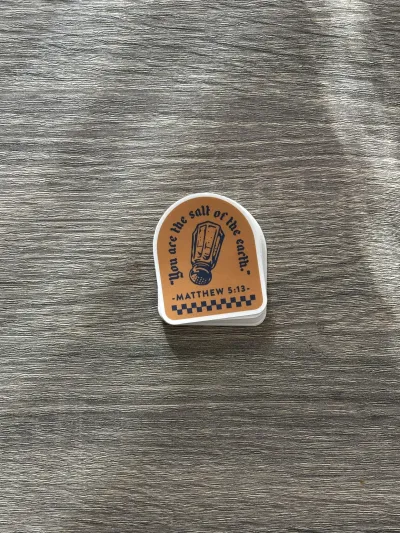 "You are the salt of the earth."
-MATTHEW 5:13-